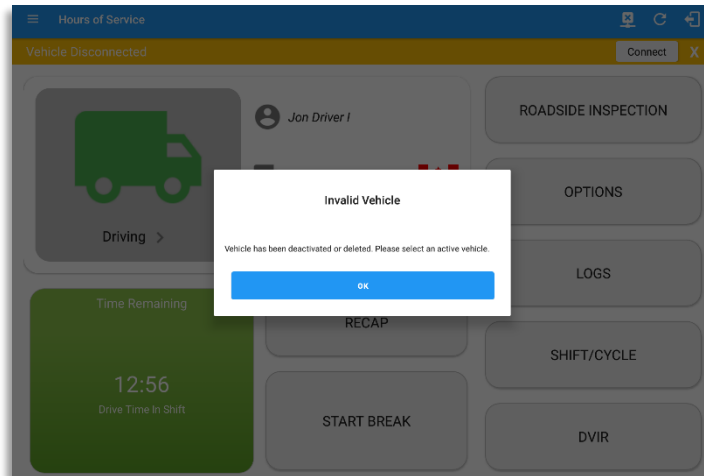 Hours of Service
Vehicle Disconnected
Connect
X
Jon Driver I
Driving >
ROADSIDE INSPECTION
OPTIONS
LOGS
SHIFT/CYCLE
DVIR
Invalid Vehicle
Vehicle has been deactivated or deleted. Please select an active vehicle.
OK
Time Remaining
12:56
Drive Time In Shift
RECAP
START BREAK